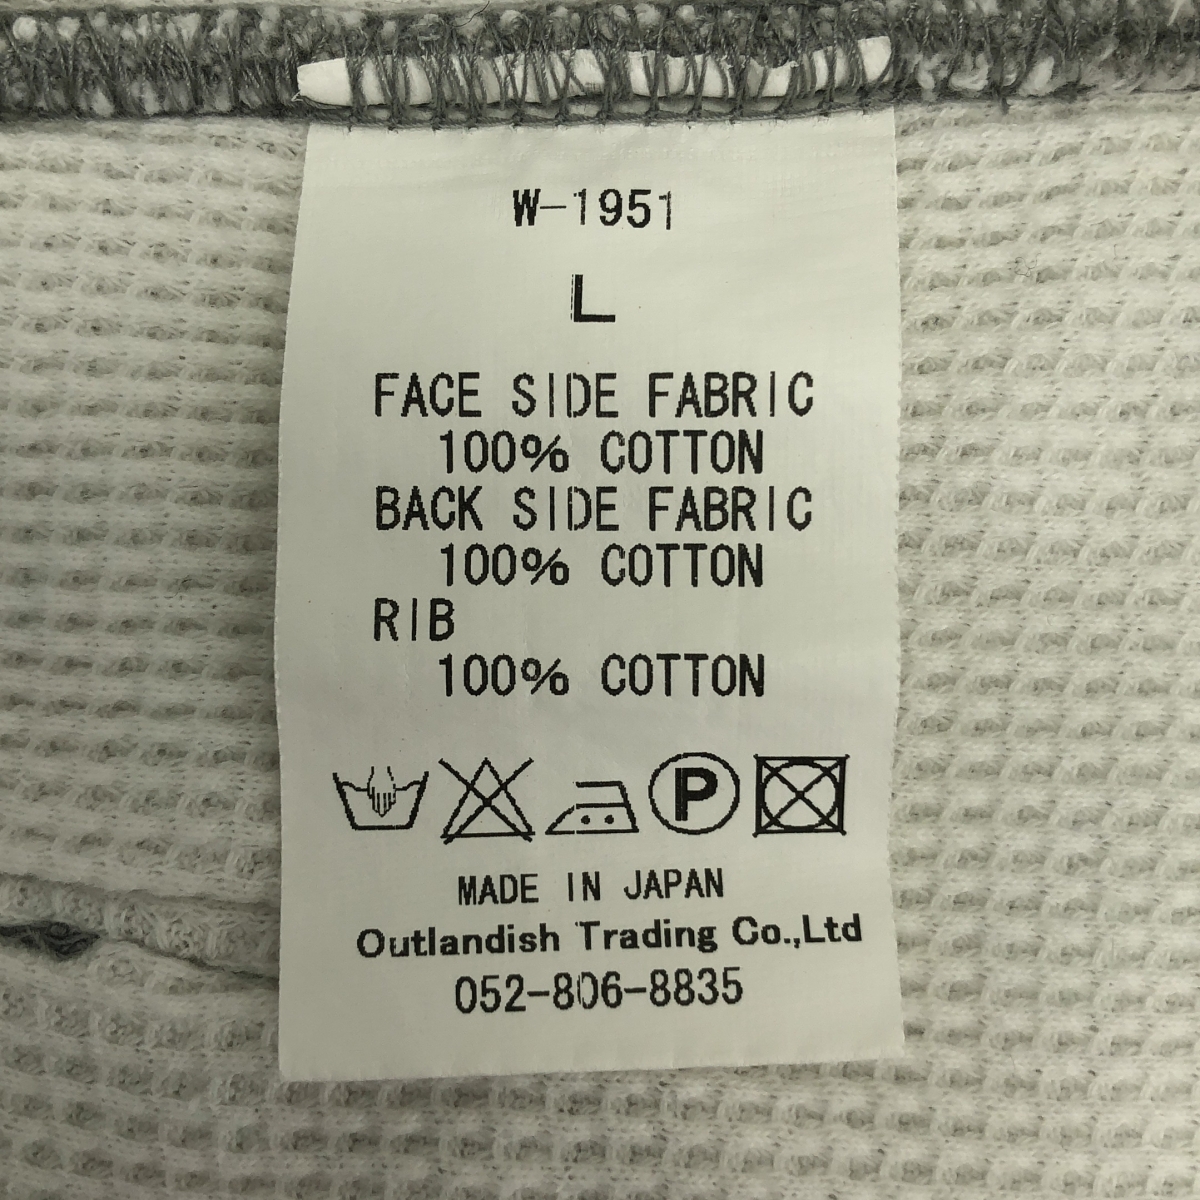 W-1951
L
FACE SIDE FABRIC
100% COTTON
BACK SIDE FABRIC
100% COTTON
RIB
100% COTTON
P
MADE IN JAPAN
Outlandish Trading Co.,Ltd
052-806-8835